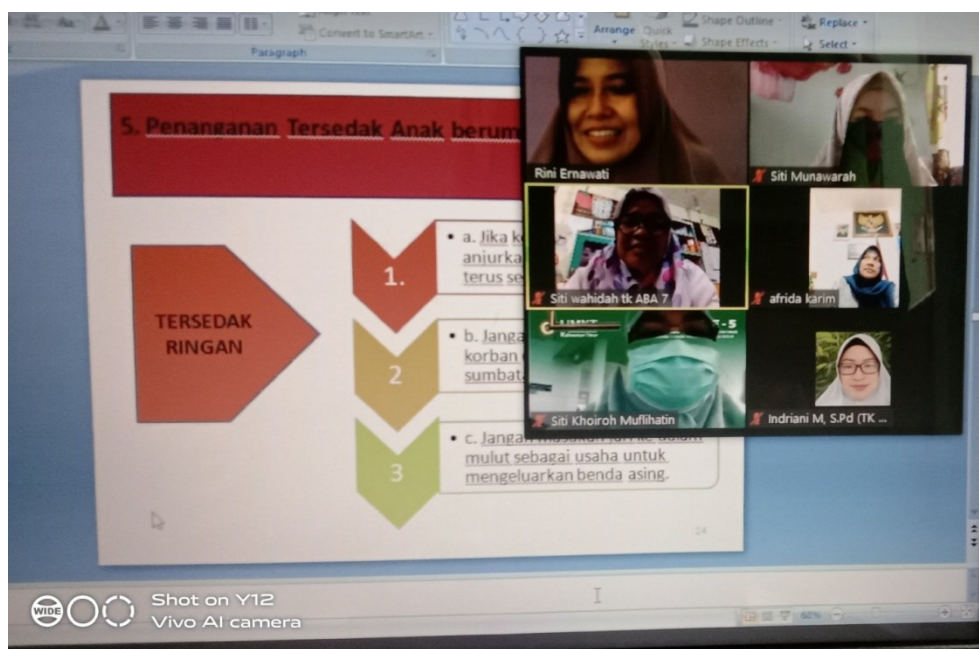 Aa
A
Convert to SmartArt
Paragraph
Arrange
Quick
Styles
Shape Outline
Shape Effects
Replace
Select
5. Penanganan Tersedak Anak berum
TERSEDAK
RINGAN
1.
• a. Jika k
anjurka
terus se
2
• b. Janga
korban
sumbat
3
• c. Jangan
mulut sebagai usaha untuk
mengeluarkan benda asing.
24
Rini Ernawati
Siti Munawarah
Siti wahidah tk ABA 7
afrida karim
Siti Khoiroh Muflihatin
Indriani M, S.Pd (TK ...
62%
WIDE
Shot on Y12
Vivo AI camera